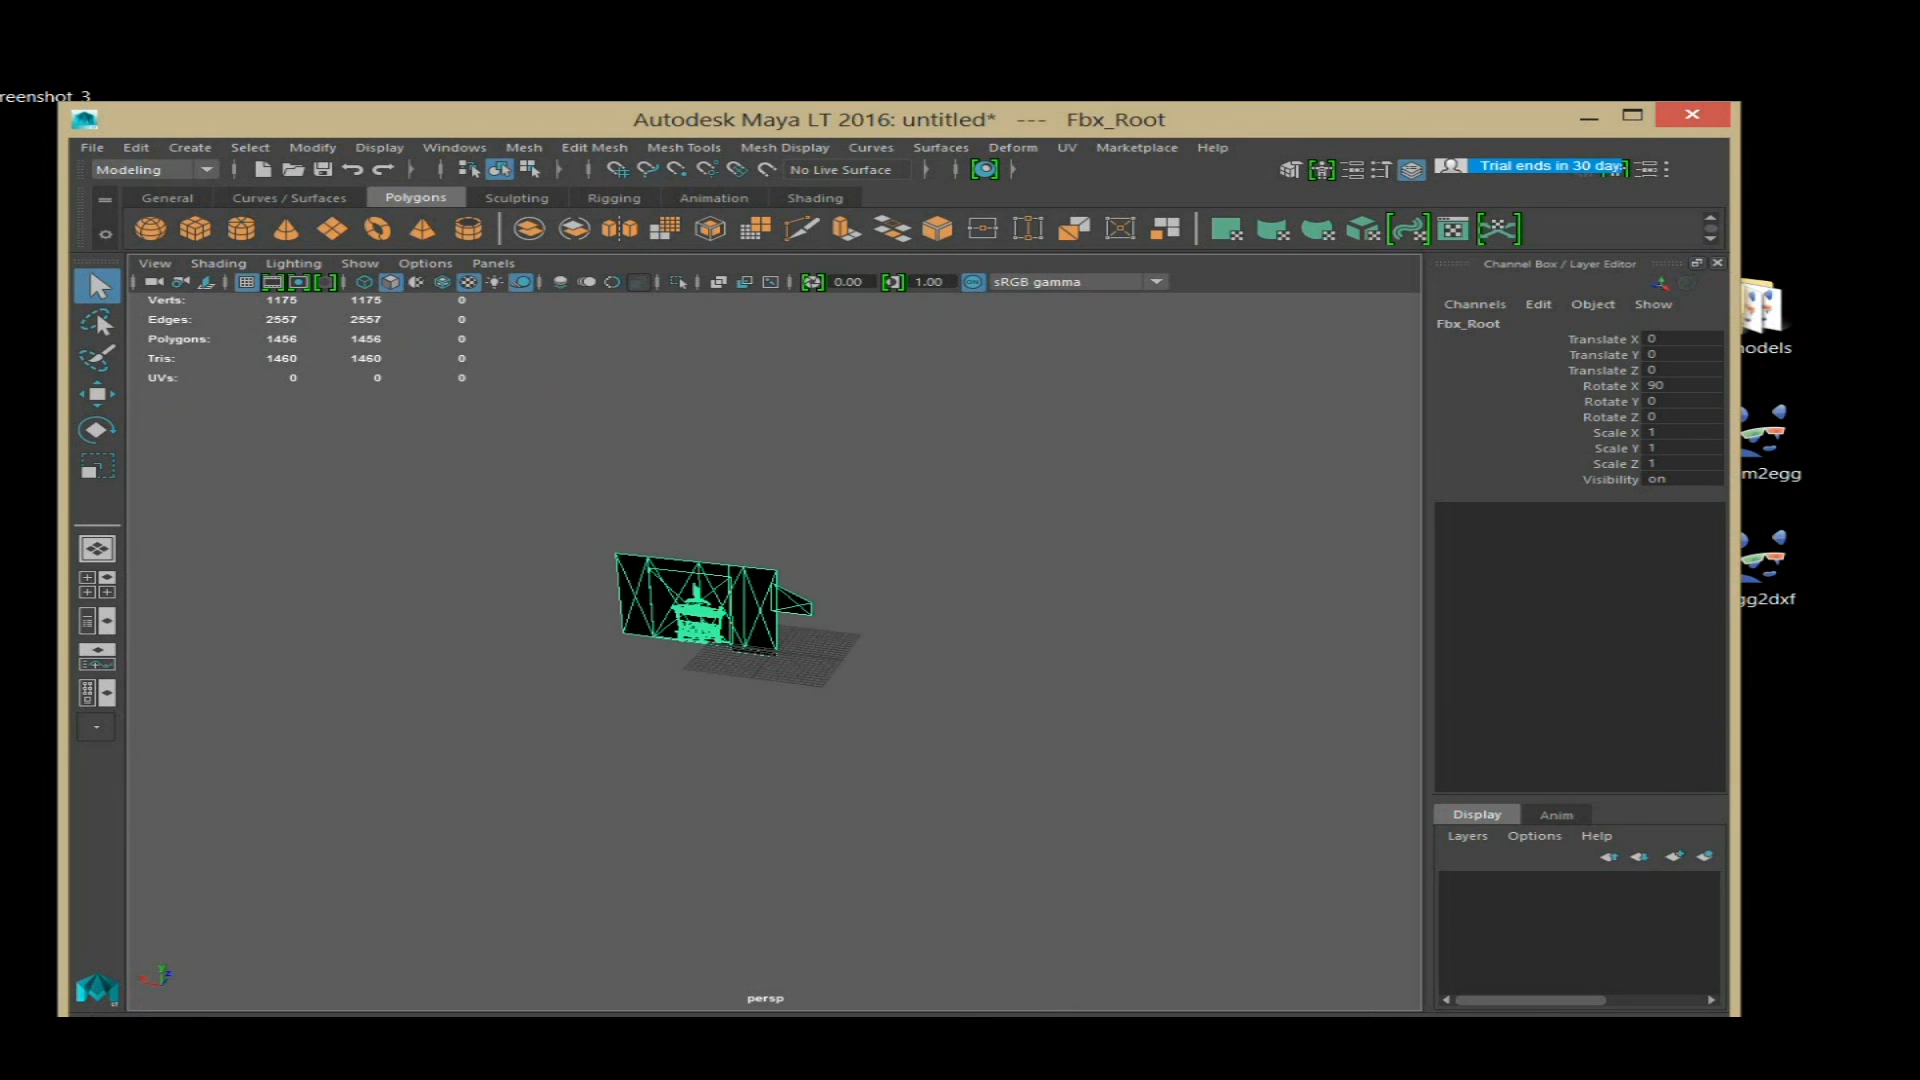 reenshot_3
Autodesk Maya LT 2016: untitled* --- Fbx_Root
File Edit Create Select Modify Display Windows Mesh Edit Mesh Mesh Tools Mesh Display Curves Surfaces Deform UV Marketplace Help
Modeling No Live Surface Trial ends in 30 day
General Curves / Surfaces Polygons Sculpting Rigging Animation Shading
View Shading Lighting Show Options Panels
0.00 1.00 sRGB gamma
Verts: 1175 1175 0
Edges: 2557 2557 0
Polygons: 1456 1456 0
Tris: 1460 1460 0
UVs: 0 0 0
persp
Channel Box / Layer Editor
Channels Edit Object Show
Fbx_Root
Translate X 0
Translate Y 0
Translate Z 0
Rotate X 90
Rotate Y 0
Rotate Z 0
Scale X 1
Scale Y 1
Scale Z 1
Visibility on
Display Anim
Layers Options Help
odels
m2egg
gg2dxf